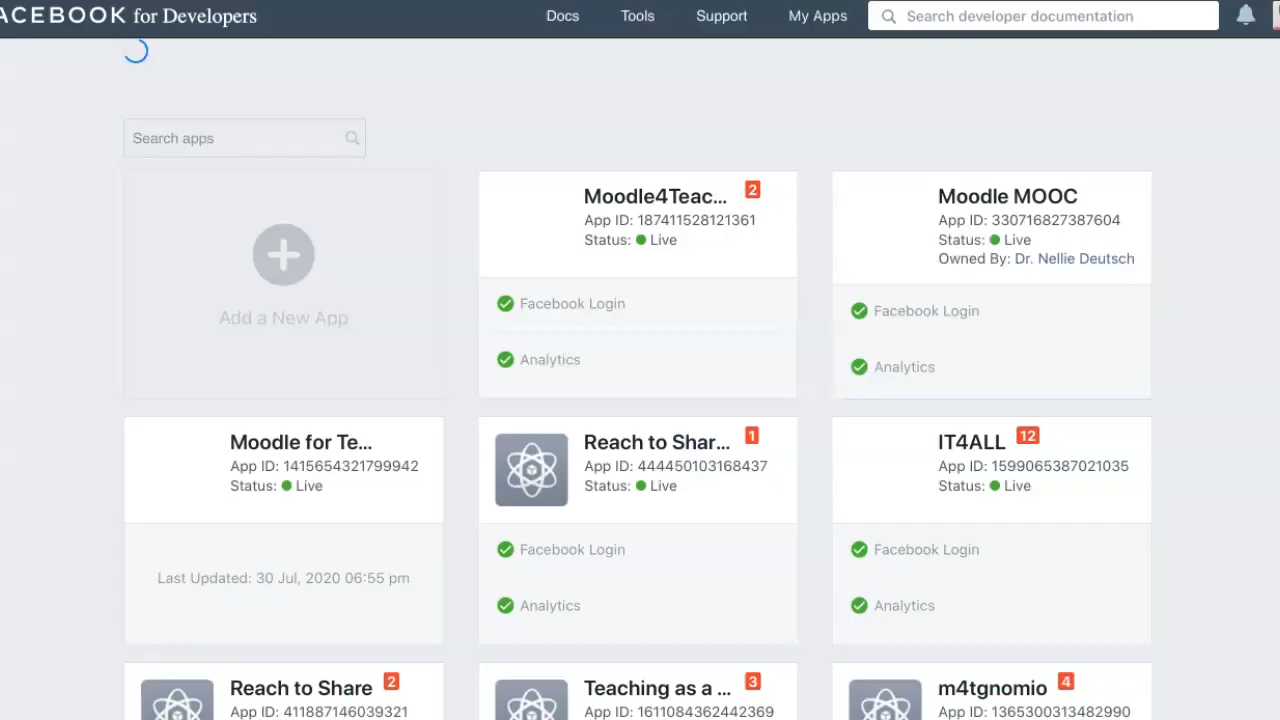 ACEBOOK for Developers
Docs
Tools
Support
My Apps
Search developer documentation
Search apps
Add a New App
Moodle4Teac... 2
App ID: 187411528121361
Status: Live
Facebook Login
Analytics
Moodle MOOC
App ID: 330716827387604
Status: Live
Owned By: Dr. Nellie Deutsch
Facebook Login
Analytics
Moodle for Te...
App ID: 1415654321799942
Status: Live
Last Updated: 30 Jul, 2020 06:55 pm
Reach to Shar... 1
App ID: 444450103168437
Status: Live
Facebook Login
Analytics
IT4ALL 12
App ID: 1599065387021035
Status: Live
Facebook Login
Analytics
Reach to Share 2
App ID: 411887146039321
Teaching as a ... 3
App ID: 1611084362442369
m4tgnomio 4
App ID: 1365300313482990